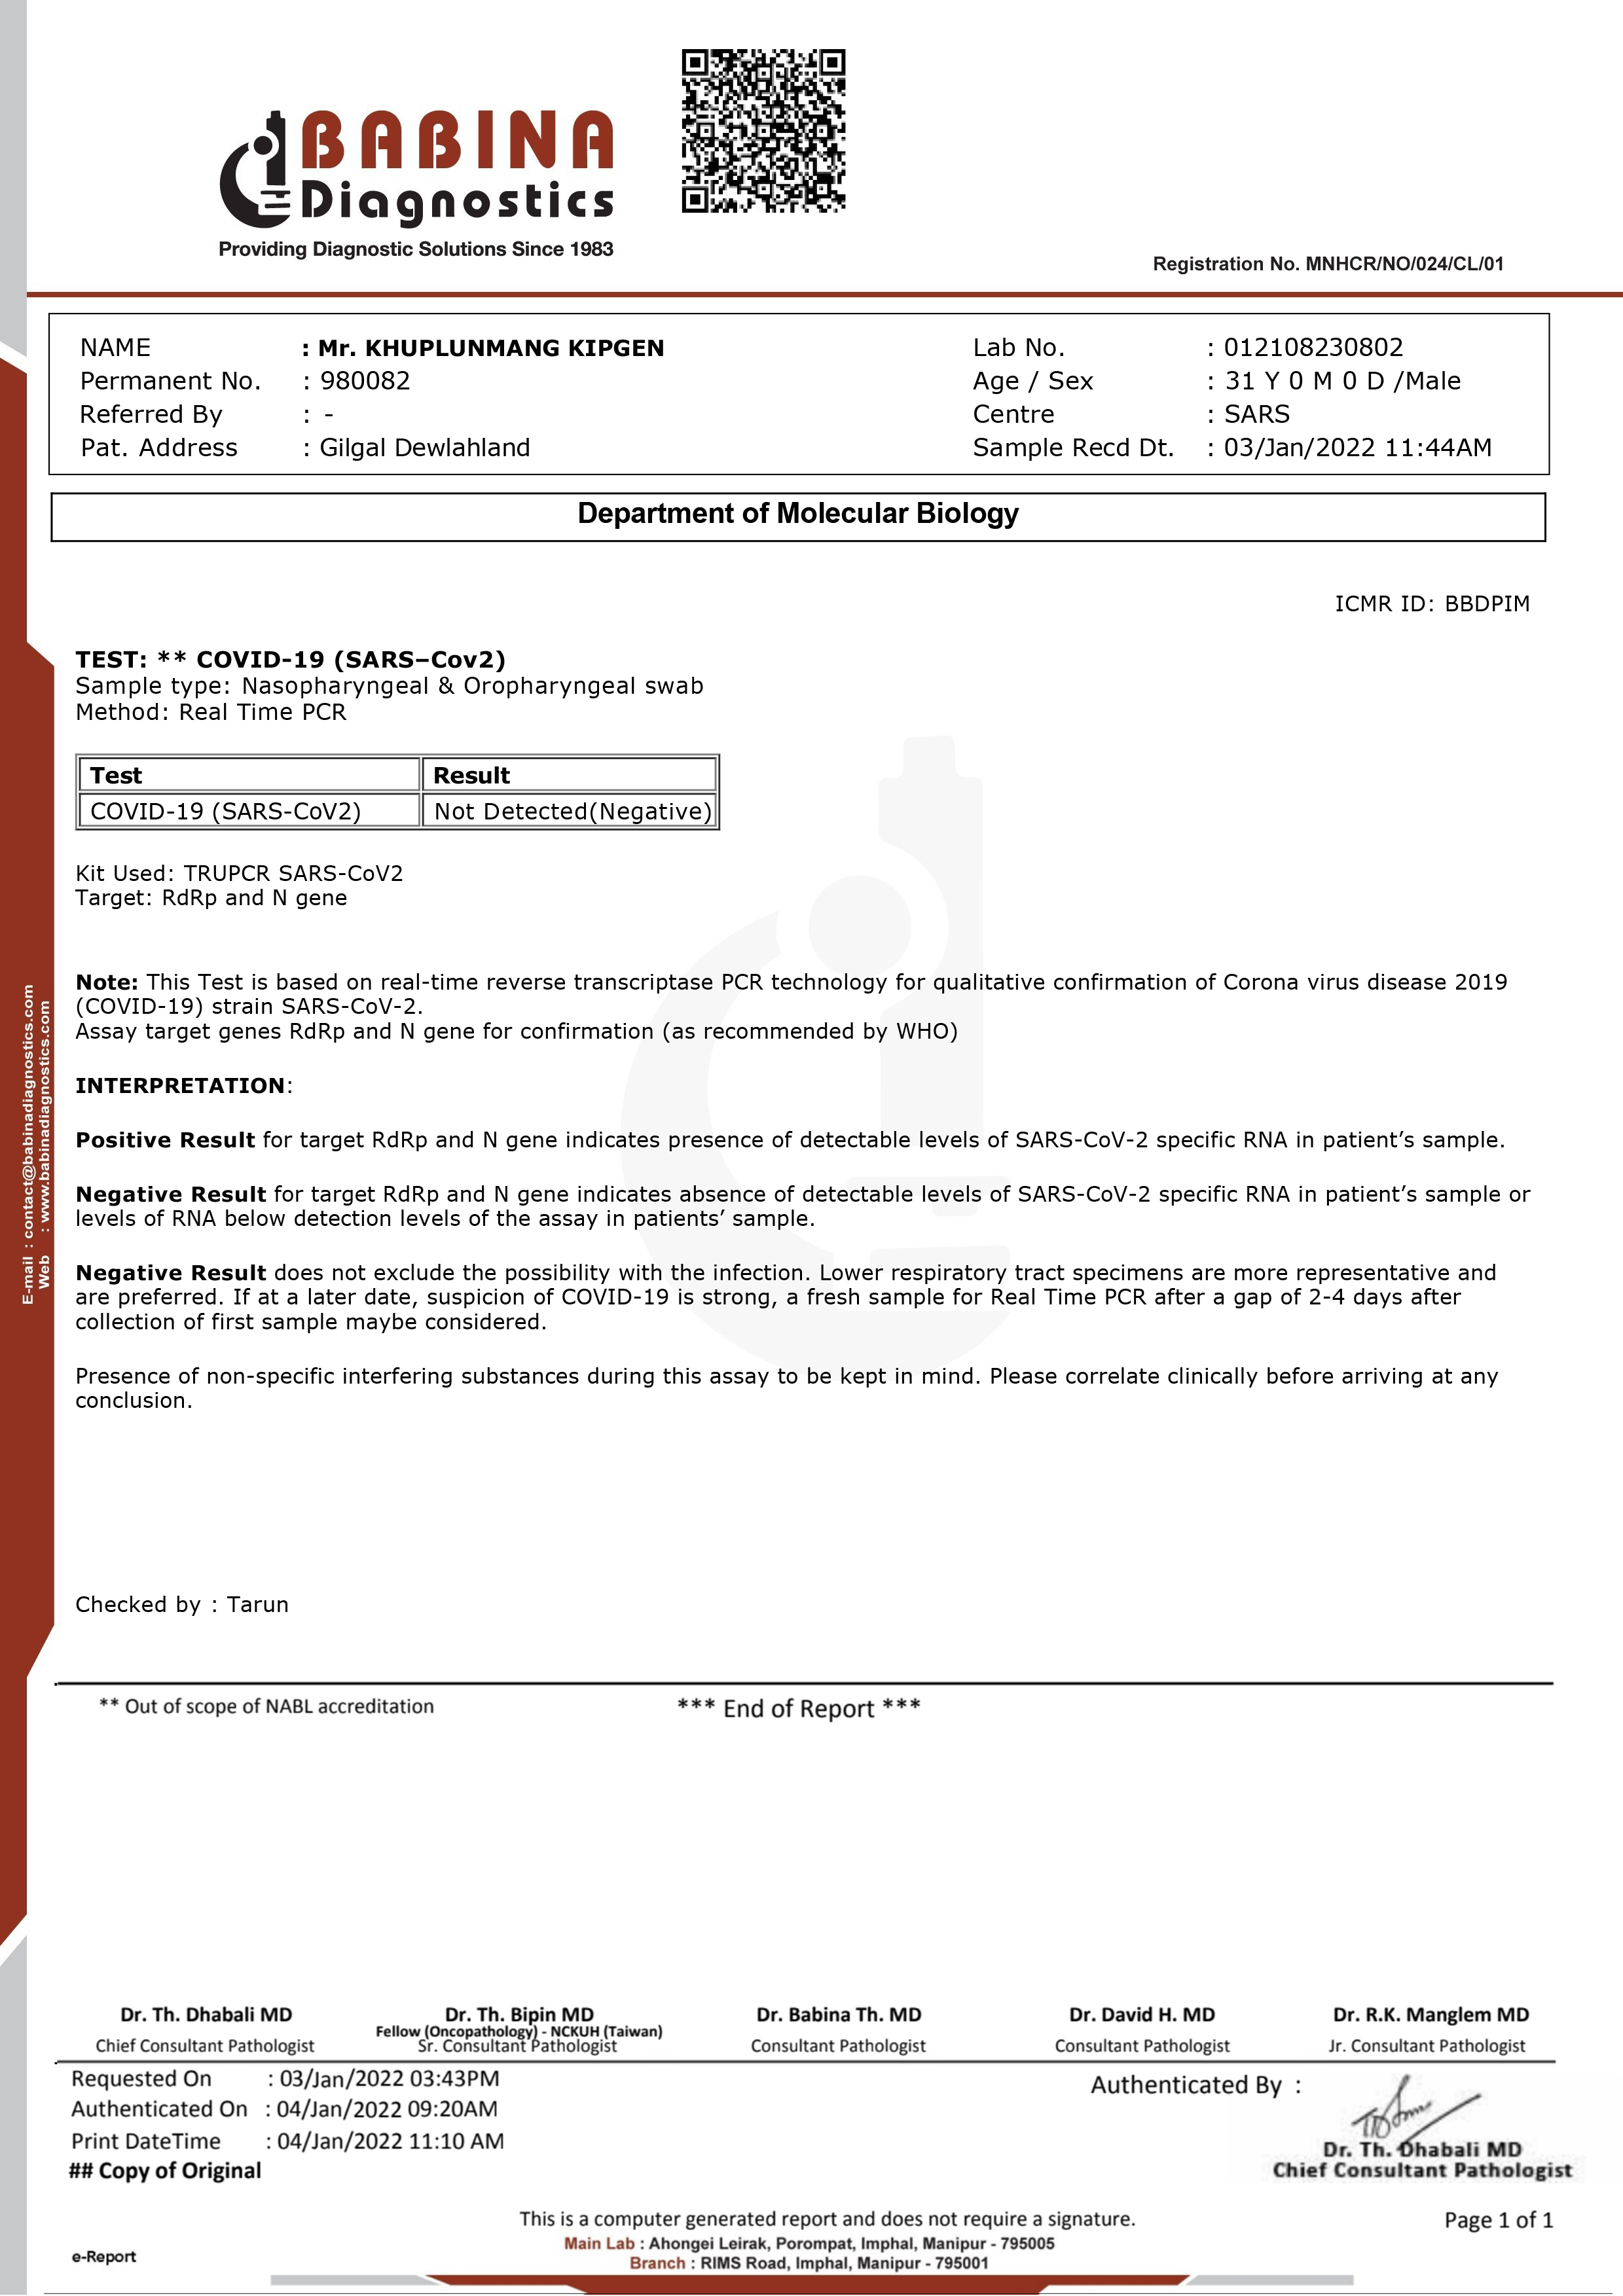 BABINA
Diagnostics
Providing Diagnostic Solutions Since 1983
Registration No. MNHCR/NO/024/CL/01
NAME : Mr. KHUPLUNMANG KIPGEN Lab No. : 012108230802
Permanent No. : 980082 Age / Sex : 31 Y 0 M 0 D /Male
Referred By : - Centre : SARS
Pat. Address : Gilgal Dewlahland Sample Recd Dt. : 03/Jan/2022 11:44AM
Department of Molecular Biology
ICMR ID: BBDPIM
TEST: ** COVID-19 (SARS–Cov2)
Sample type: Nasopharyngeal & Oropharyngeal swab
Method: Real Time PCR
Test Result
COVID-19 (SARS-CoV2) Not Detected(Negative)
Kit Used: TRUPCR SARS-CoV2
Target: RdRp and N gene
Note: This Test is based on real-time reverse transcriptase PCR technology for qualitative confirmation of Corona virus disease 2019
(COVID-19) strain SARS-CoV-2.
Assay target genes RdRp and N gene for confirmation (as recommended by WHO)
INTERPRETATION:
Positive Result for target RdRp and N gene indicates presence of detectable levels of SARS-CoV-2 specific RNA in patient’s sample.
Negative Result for target RdRp and N gene indicates absence of detectable levels of SARS-CoV-2 specific RNA in patient’s sample or
levels of RNA below detection levels of the assay in patients’ sample.
Negative Result does not exclude the possibility with the infection. Lower respiratory tract specimens are more representative and
are preferred. If at a later date, suspicion of COVID-19 is strong, a fresh sample for Real Time PCR after a gap of 2-4 days after
collection of first sample maybe considered.
Presence of non-specific interfering substances during this assay to be kept in mind. Please correlate clinically before arriving at any
conclusion.
E-mail : contact@babinadiagnostics.com
Web : www.babinadiagnostics.com
Checked by : Tarun
** Out of scope of NABL accreditation *** End of Report ***
Dr. Th. Dhabali MD Dr. Th. Bipin MD Dr. Babina Th. MD Dr. David H. MD Dr. R.K. Manglem MD
Fellow (Oncopathology) - NCKUH (Taiwan)
Chief Consultant Pathologist Sr. Consultant Pathologist Consultant Pathologist Consultant Pathologist Jr. Consultant Pathologist
Requested On : 03/Jan/2022 03:43PM Authenticated By :
Authenticated On : 04/Jan/2022 09:20AM
Print DateTime : 04/Jan/2022 11:10 AM Dr. Th. Dhabali MD
## Copy of Original Chief Consultant Pathologist
This is a computer generated report and does not require a signature. Page 1 of 1
Main Lab : Ahongei Leirak, Porompat, Imphal, Manipur - 795005
e-Report Branch : RIMS Road, Imphal, Manipur - 795001